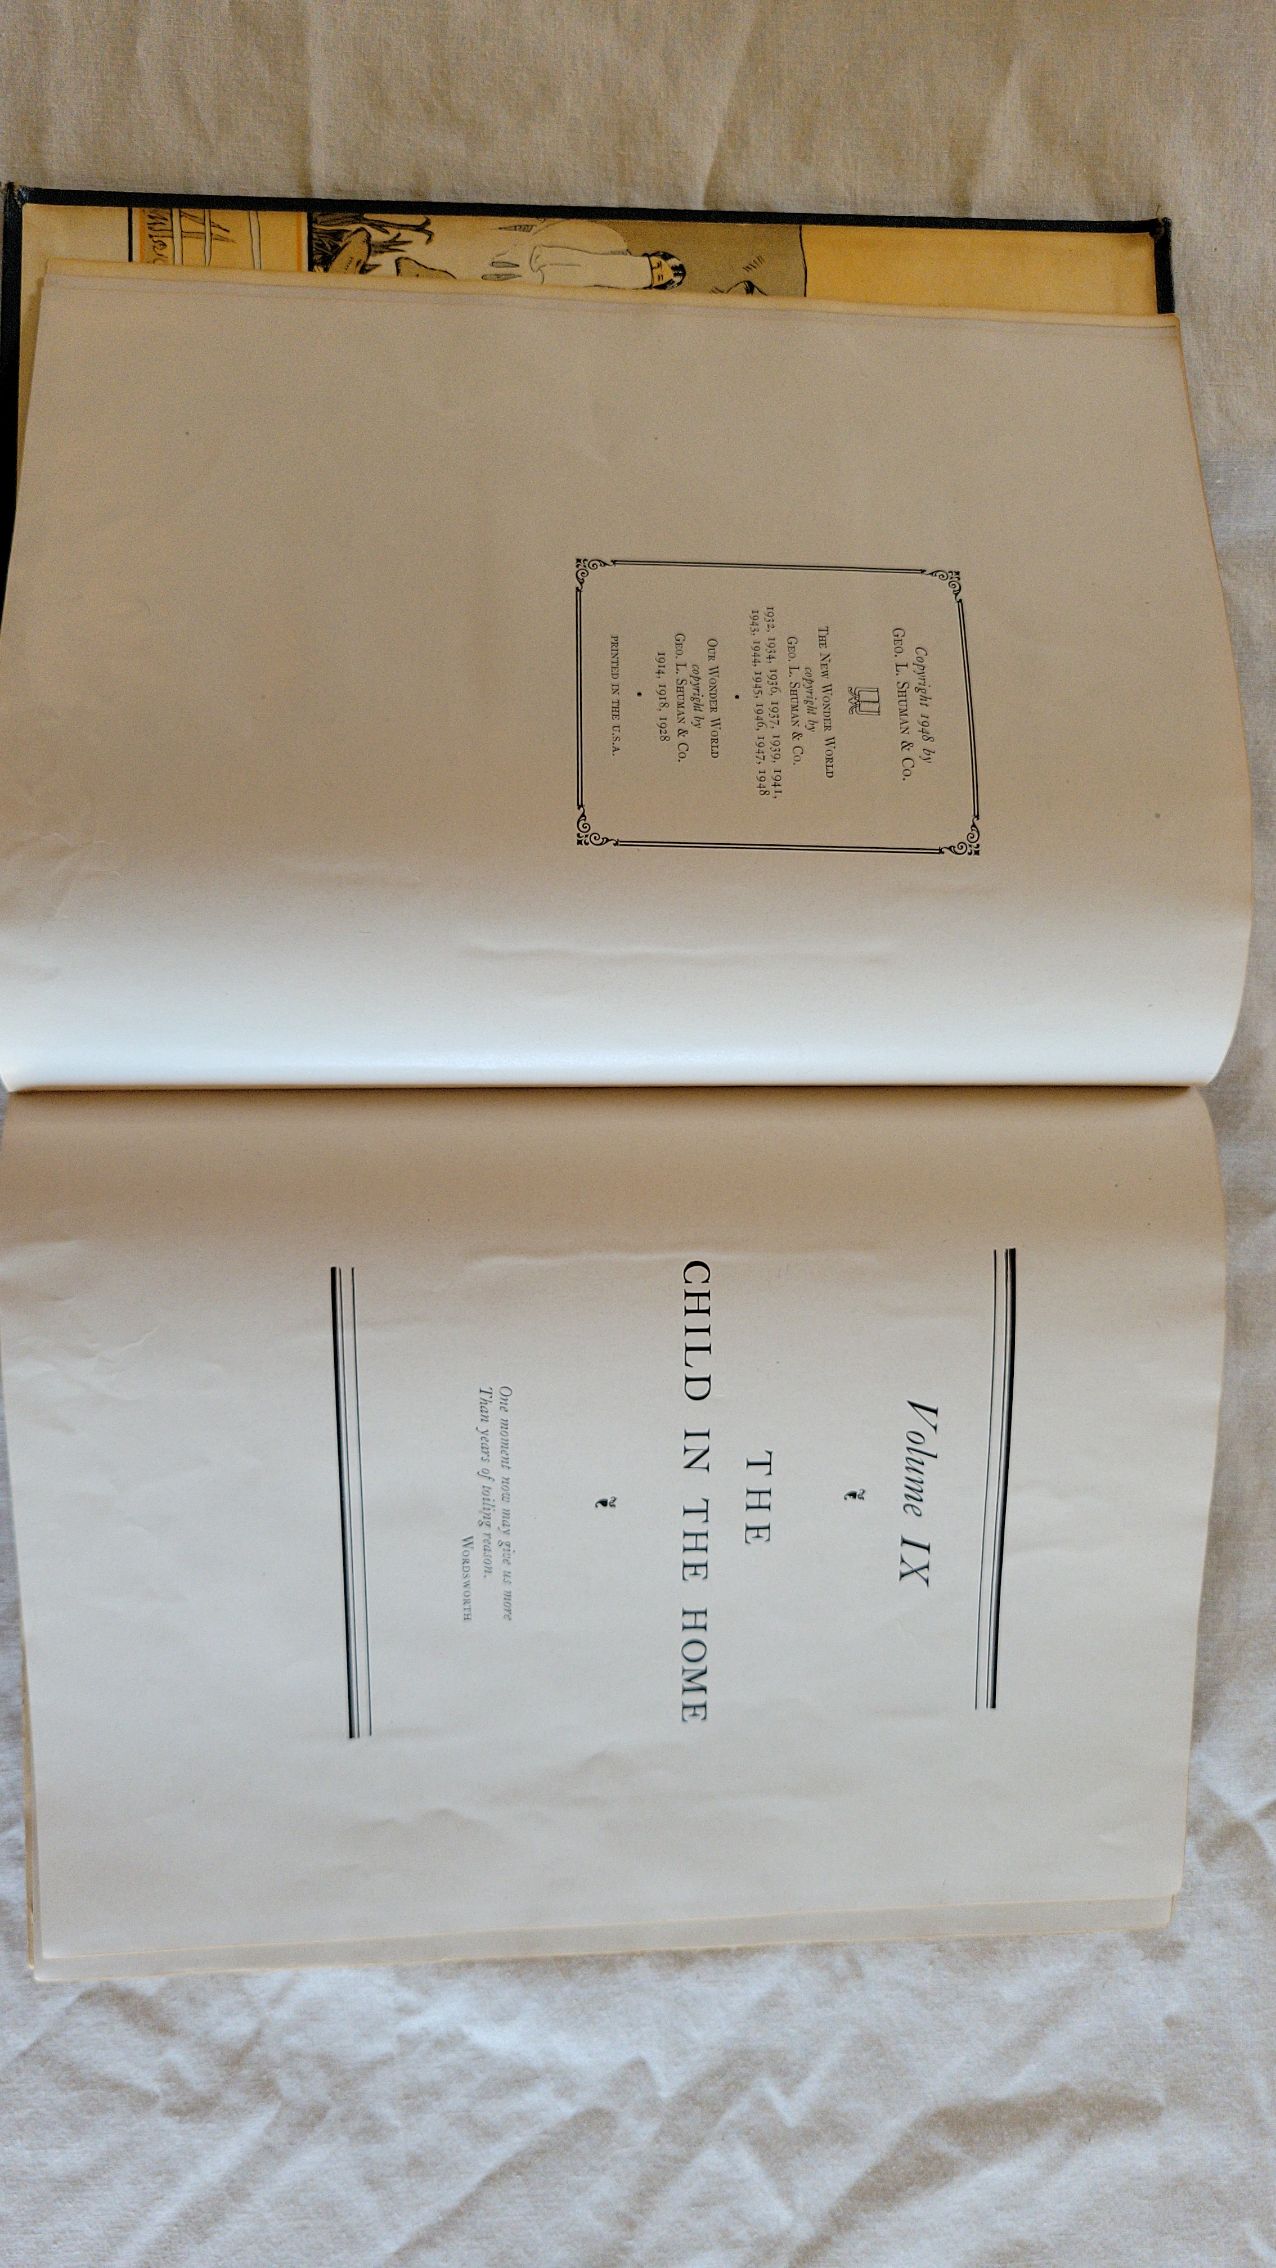 Copyright 1948 by
GEO. L. SHUMAN & CO.
THE NEW WONDER WORLD
copyright by
GEO. L. SHUMAN & CO.
1932, 1934, 1936, 1937, 1939, 1941,
1943, 1944, 1945, 1946, 1947, 1948
OUR WONDER WORLD
copyright by
GEO. L. SHUMAN & CO.
1914, 1918, 1928
PRINTED IN THE U.S.A.
Volume IX
THE
CHILD IN THE HOME
One moment now may give us more
Than years of toiling reason.
WORDSWORTH